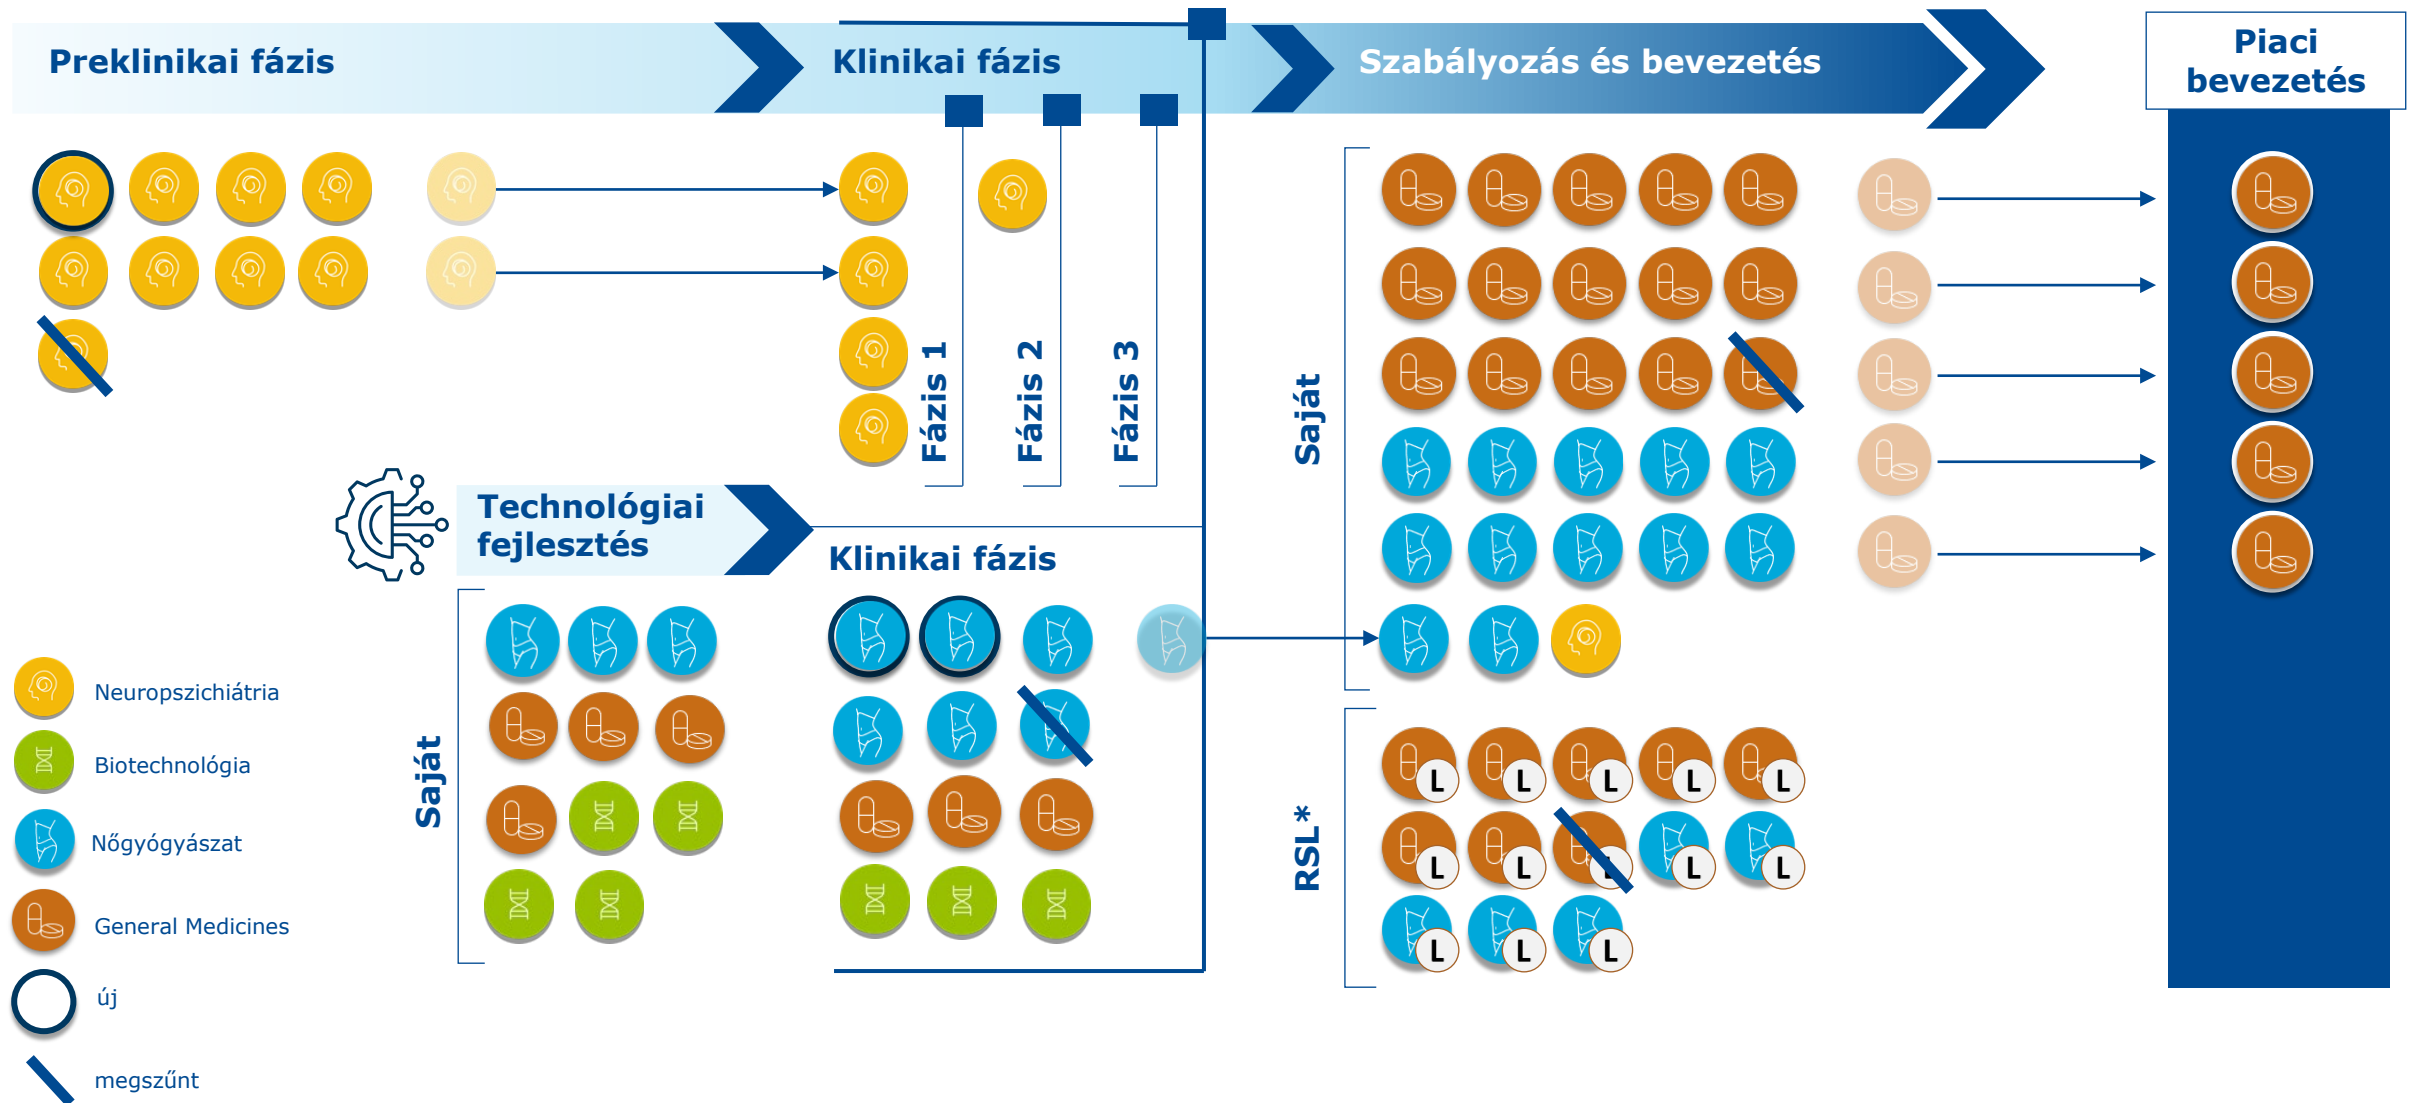 Preklinikai fázis
Klinikai fázis
Szabályozás és bevezetés
Piaci
bevezetés
Fázis 1
Fázis 2
Fázis 3
Saját
Technológiai
fejlesztés
Klinikai fázis
Saját
Neuropszichiátria
Biotechnológia
Nőgyógyászat
General Medicines
új
megszűnt
RSL*
L
L
L
L
L
L
L
L
L
L
L
L
L